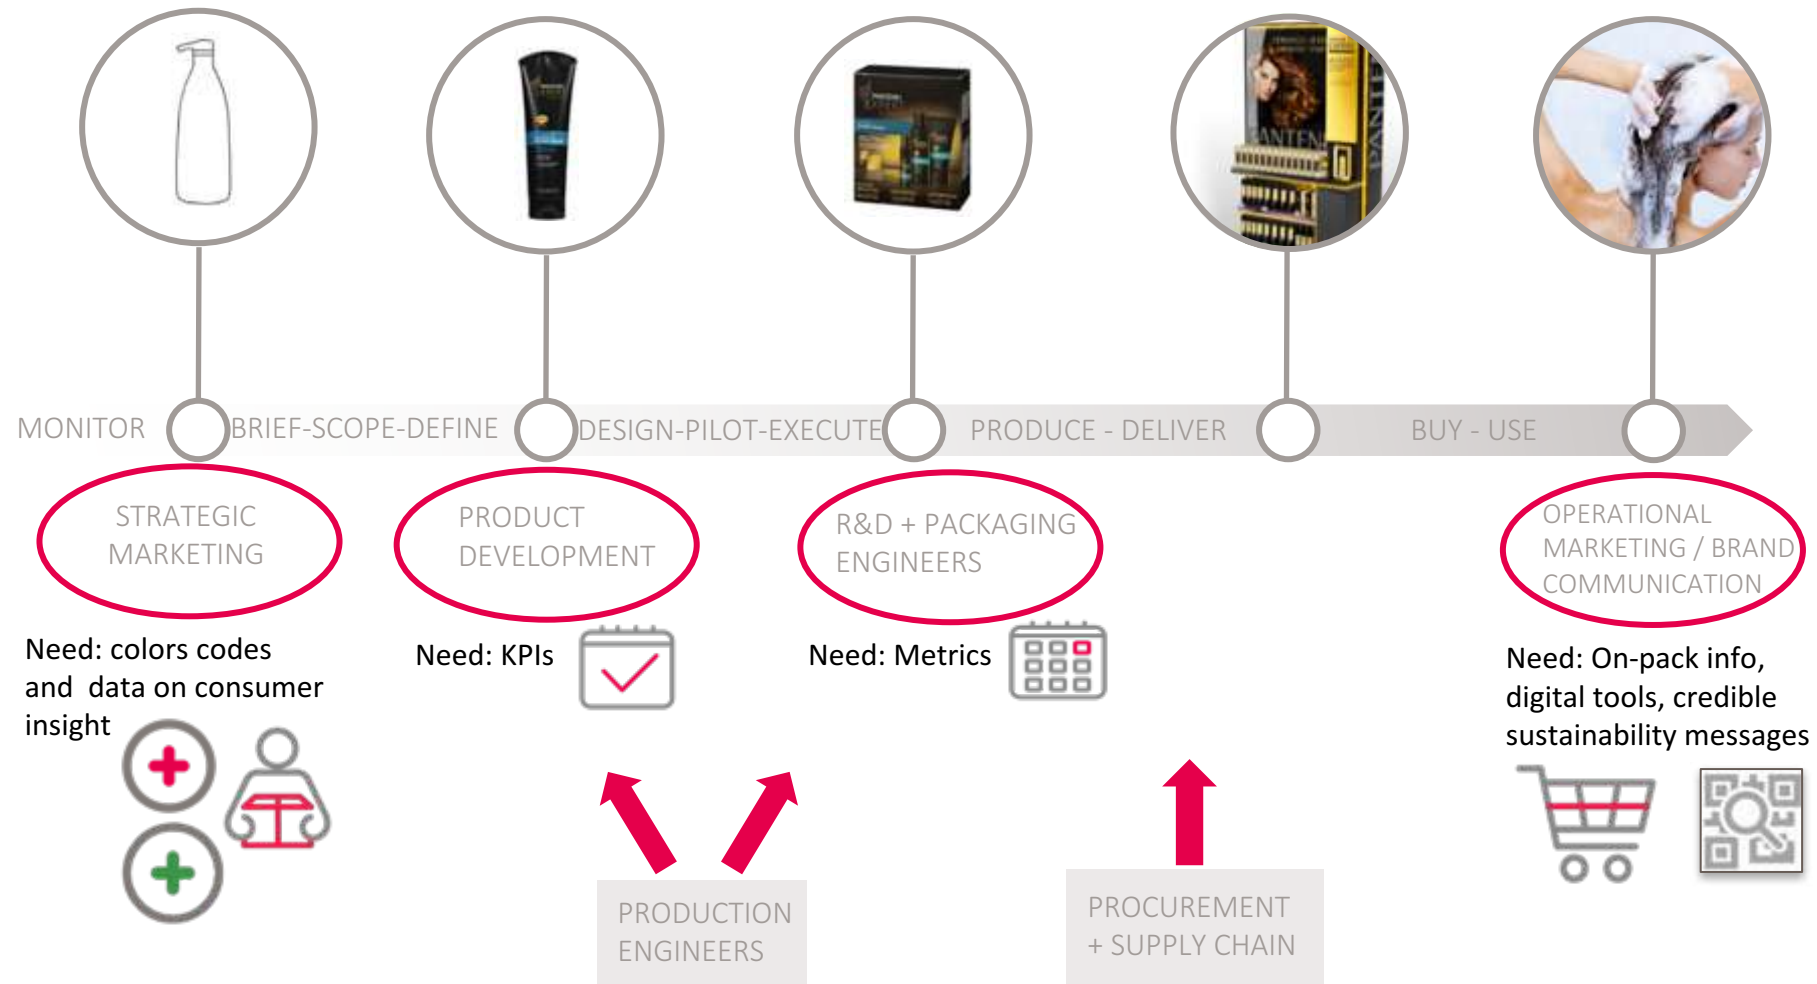 PANTENE
MONITOR
BRIEF-SCOPE-DEFINE
DESIGN-PILOT-EXECUTE
PRODUCE - DELIVER
BUY - USE
STRATEGIC
MARKETING
PRODUCT
DEVELOPMENT
R&D + PACKAGING
ENGINEERS
OPERATIONAL
MARKETING / BRAND
COMMUNICATION
Need: colors codes
and data on consumer
insight
Need: KPIs
Need: Metrics
Need: On-pack info,
digital tools, credible
sustainability messages
PRODUCTION
ENGINEERS
PROCUREMENT
+ SUPPLY CHAIN